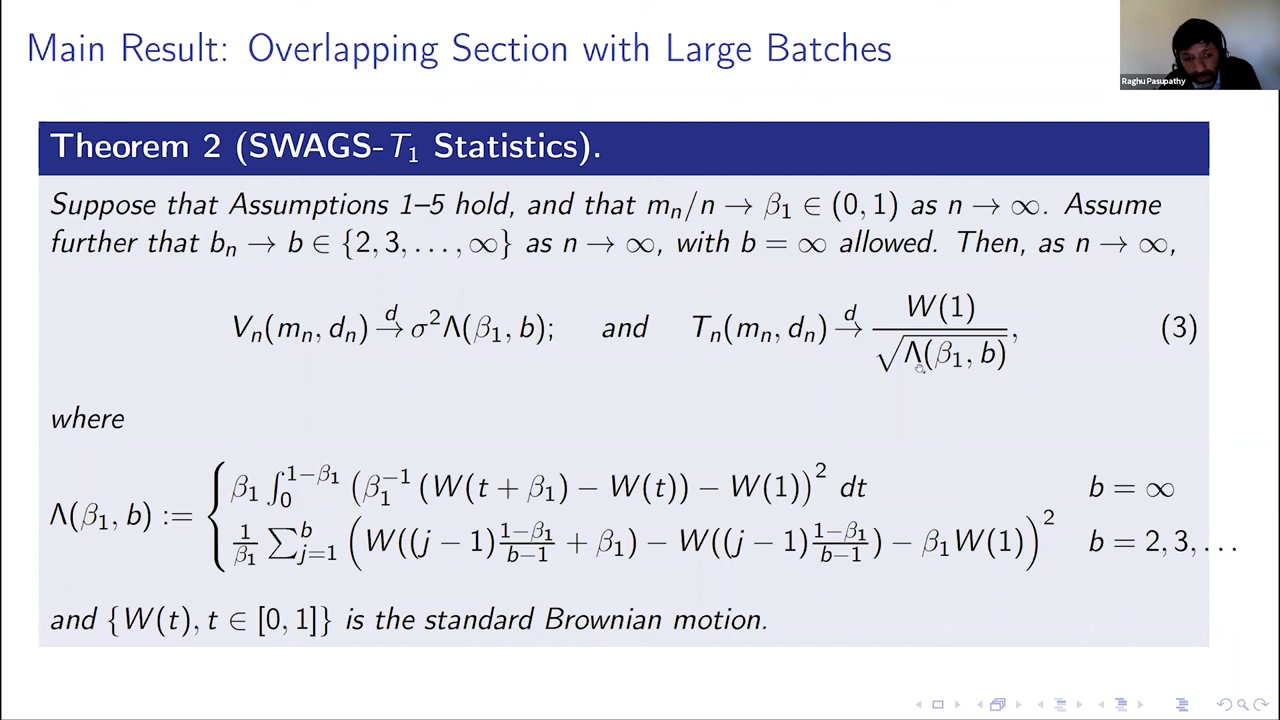 Main Result: Overlapping Section with Large Batches
Raghu Pasupathy
Theorem 2 (SWAGS-T₁ Statistics).
Suppose that Assumptions 1–5 hold, and that mₙ/n → β₁ ∈ (0, 1) as n → ∞. Assume
further that bₙ → b ∈ {2, 3, . . . , ∞} as n → ∞, with b = ∞ allowed. Then, as n → ∞,
Vₙ(mₙ, dₙ) →ᵈ σ²Λ(β₁, b); and Tₙ(mₙ, dₙ) →ᵈ W(1) / √Λ(β₁, b), (3)
where
Λ(β₁, b) := { β₁ ∫₀^{1−β₁} (β₁⁻¹ (W(t + β₁) − W(t)) − W(1))² dt b = ∞
1/β₁ ∑_{j=1}^{b} (W((j − 1) (1−β₁)/(b−1) + β₁) − W((j − 1) (1−β₁)/(b−1)) − β₁W(1))² b = 2, 3, . . .
and {W(t), t ∈ [0, 1]} is the standard Brownian motion.